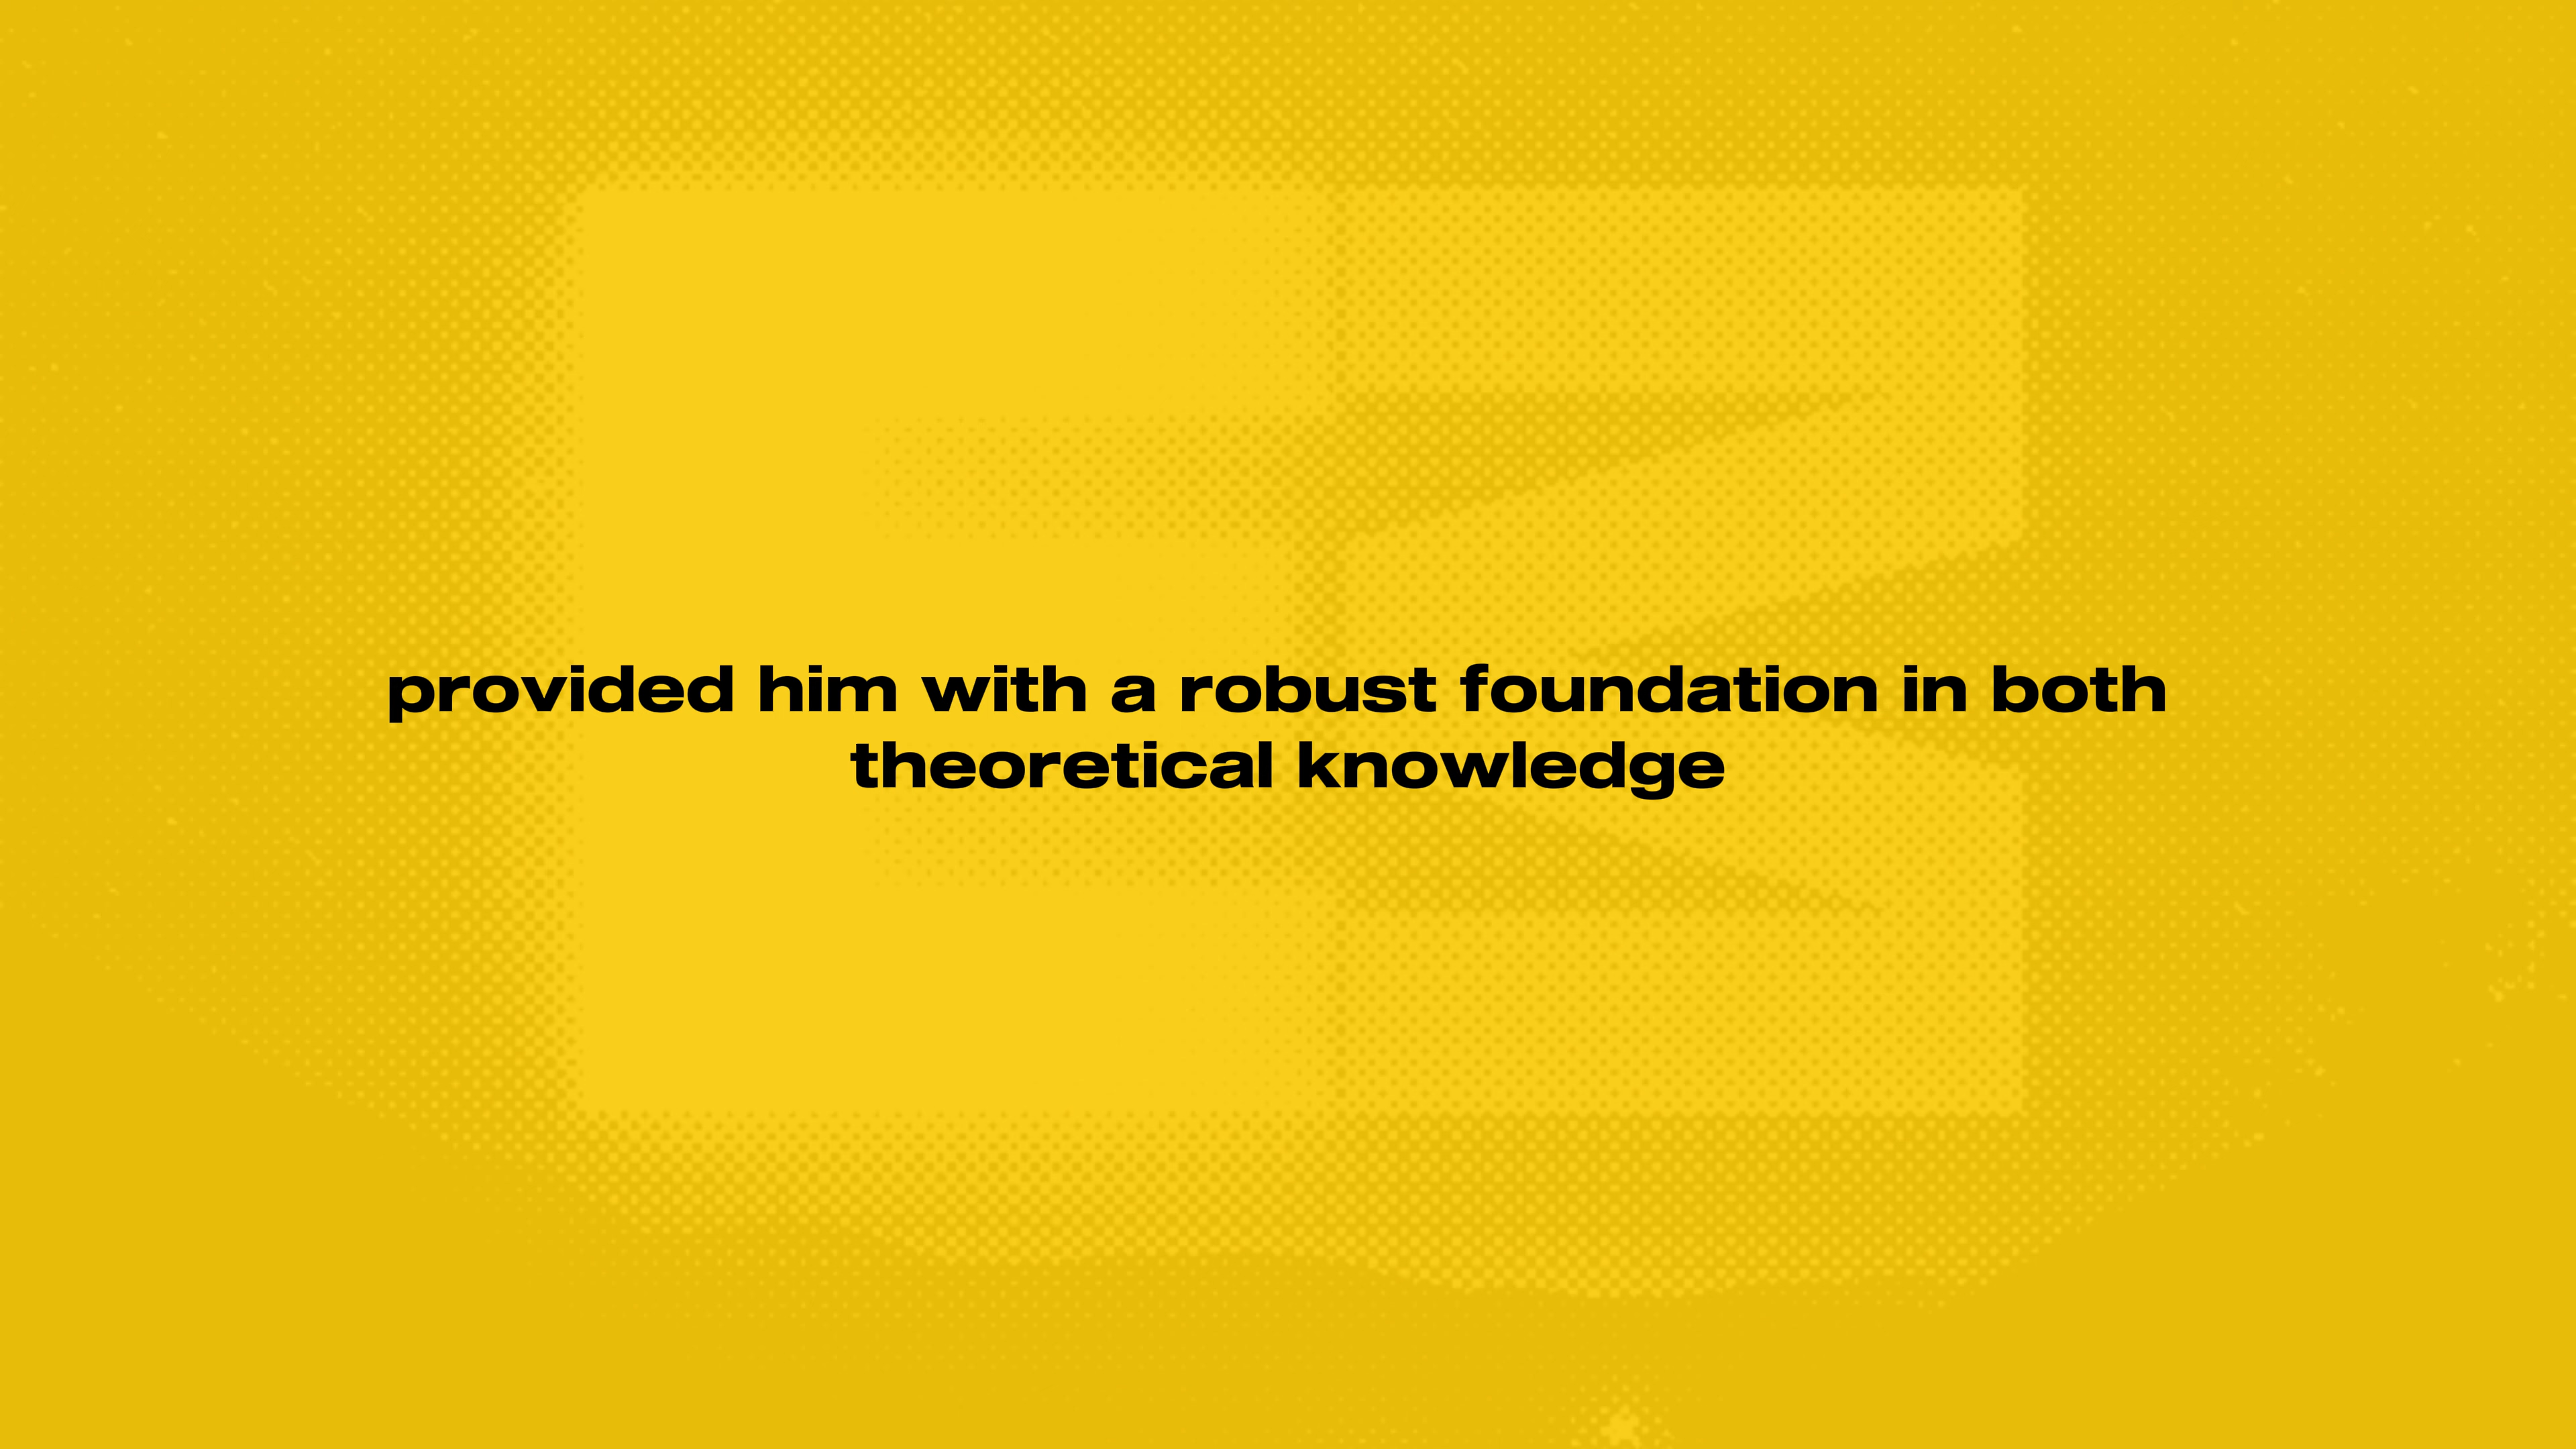 provided him with a robust foundation in both
theoretical knowledge